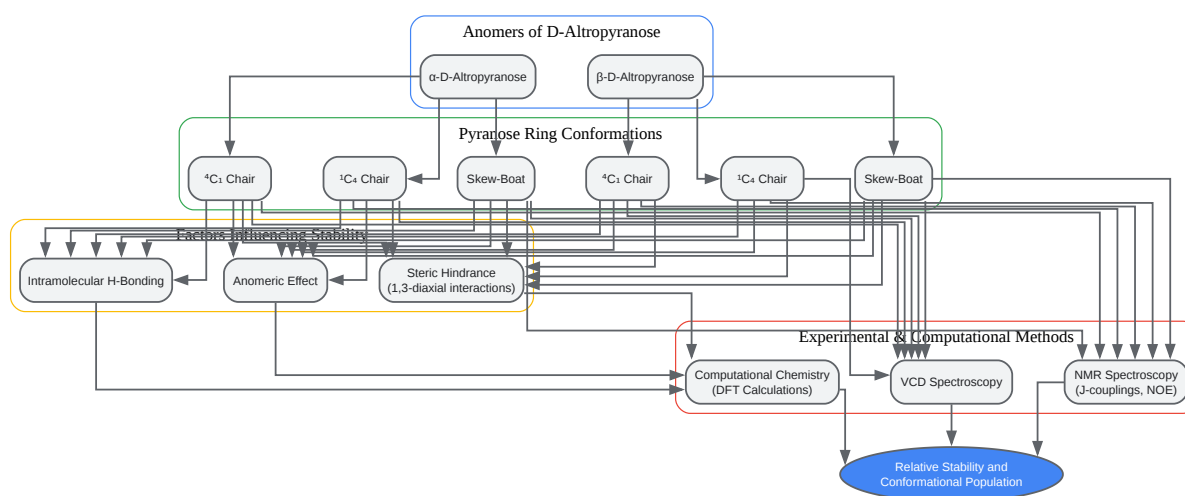 Anomers of D-Altropyranose
α-D-Altropyranose
β-D-Altropyranose
Pyranose Ring Conformations
⁴C₁ Chair
¹C₄ Chair
Skew-Boat
⁴C₁ Chair
¹C₄ Chair
Skew-Boat
Factors Influencing Stability
Intramolecular H-Bonding
Anomeric Effect
Steric Hindrance
(1,3-diaxial interactions)
Experimental & Computational Methods
Computational Chemistry
(DFT Calculations)
VCD Spectroscopy
NMR Spectroscopy
(J-couplings, NOE)
Relative Stability and
Conformational Population